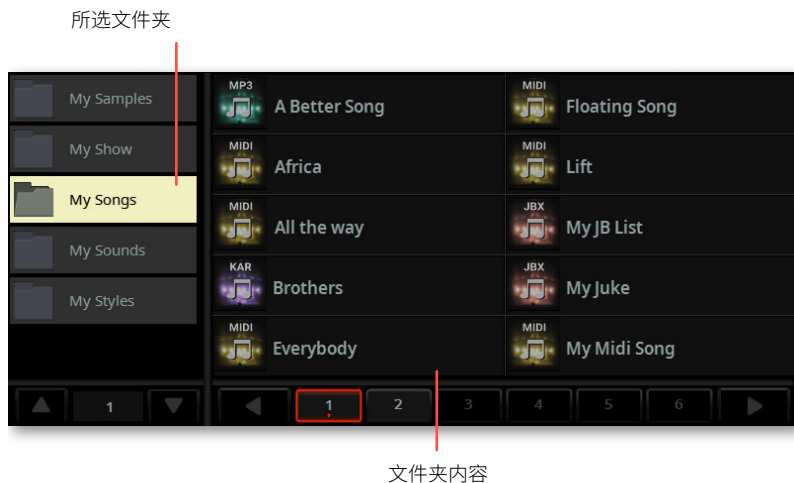 所选文件夹
My Samples
My Show
My Songs
My Sounds
My Styles
1
MP3
A Better Song
MIDI
Floating Song
MIDI
Africa
MIDI
Lift
MIDI
All the way
JBX
My JB List
KAR
Brothers
JBX
My Juke
MIDI
Everybody
MIDI
My Midi Song
1 2 3 4 5 6
文件夹内容